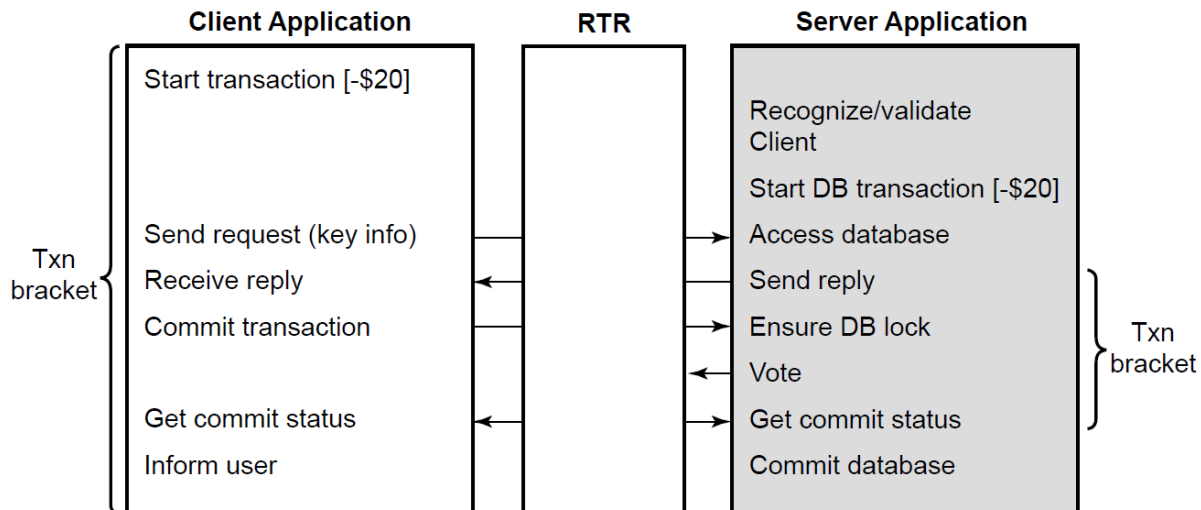 Client Application
RTR
Server Application
Start transaction [-$20]
Recognize/validate
Client
Start DB transaction [-$20]
Send request (key info)
Access database
Txn
bracket
Receive reply
Send reply
Commit transaction
Ensure DB lock
Txn
bracket
Vote
Get commit status
Get commit status
Inform user
Commit database